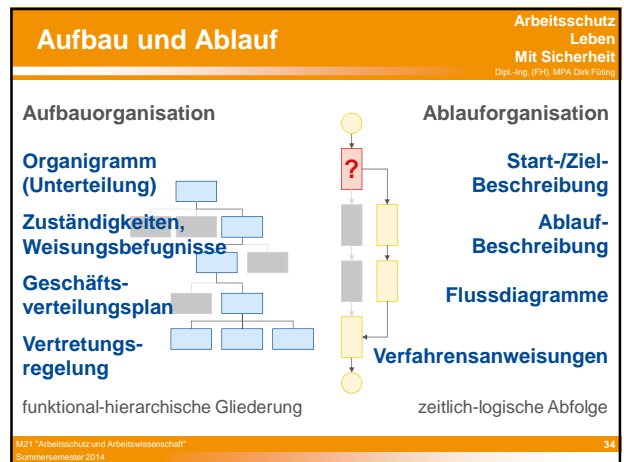 Aufbau und Ablauf
Arbeitsschutz
Leben
Mit Sicherheit
Dipl.-Ing. (FH), MPA Dirk Füting
Aufbauorganisation
Organigramm
(Unterteilung)
Zuständigkeiten,
Weisungsbefugnisse
Geschäfts-
verteilungsplan
Vertretungs-
regelung
funktional-hierarchische Gliederung
?
Ablauforganisation
Start-/Ziel-
Beschreibung
Ablauf-
Beschreibung
Flussdiagramme
Verfahrensanweisungen
zeitlich-logische Abfolge
M21 "Arbeitsschutz und Arbeitswissenschaft"
Sommersemester 2014
34